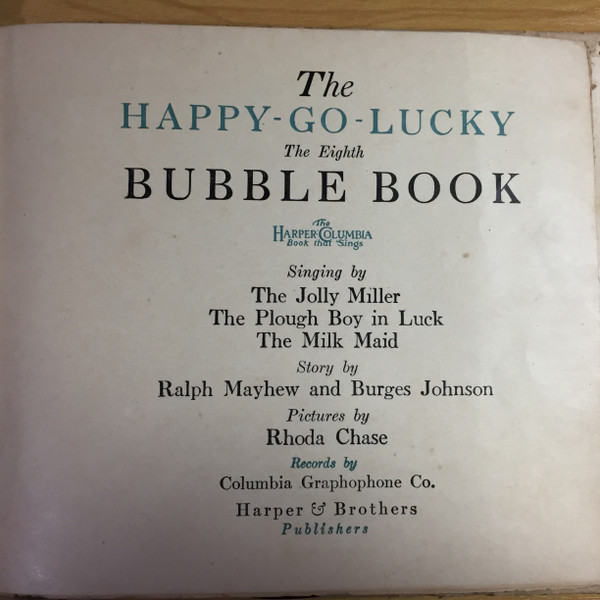 The
HAPPY-GO-LUCKY
The Eighth
BUBBLE BOOK
The
HARPER-COLUMBIA
Book that Sings
Singing by
The Jolly Miller
The Plough Boy in Luck
The Milk Maid
Story by
Ralph Mayhew and Burges Johnson
Pictures by
Rhoda Chase
Records by
Columbia Graphophone Co.
Harper & Brothers
Publishers